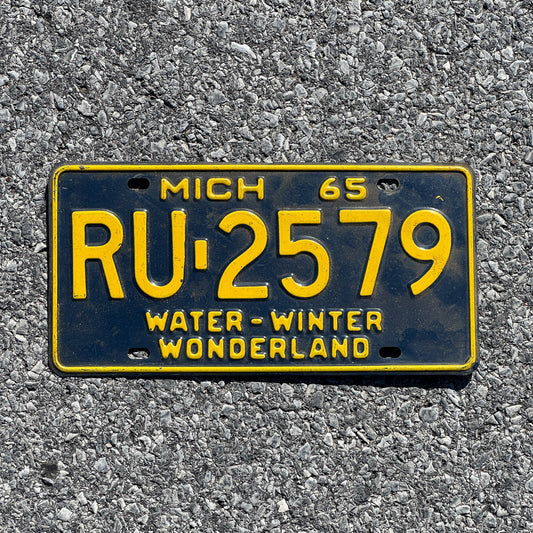 MICH 65
RU-2579
WATER-WINTER
WONDERLAND